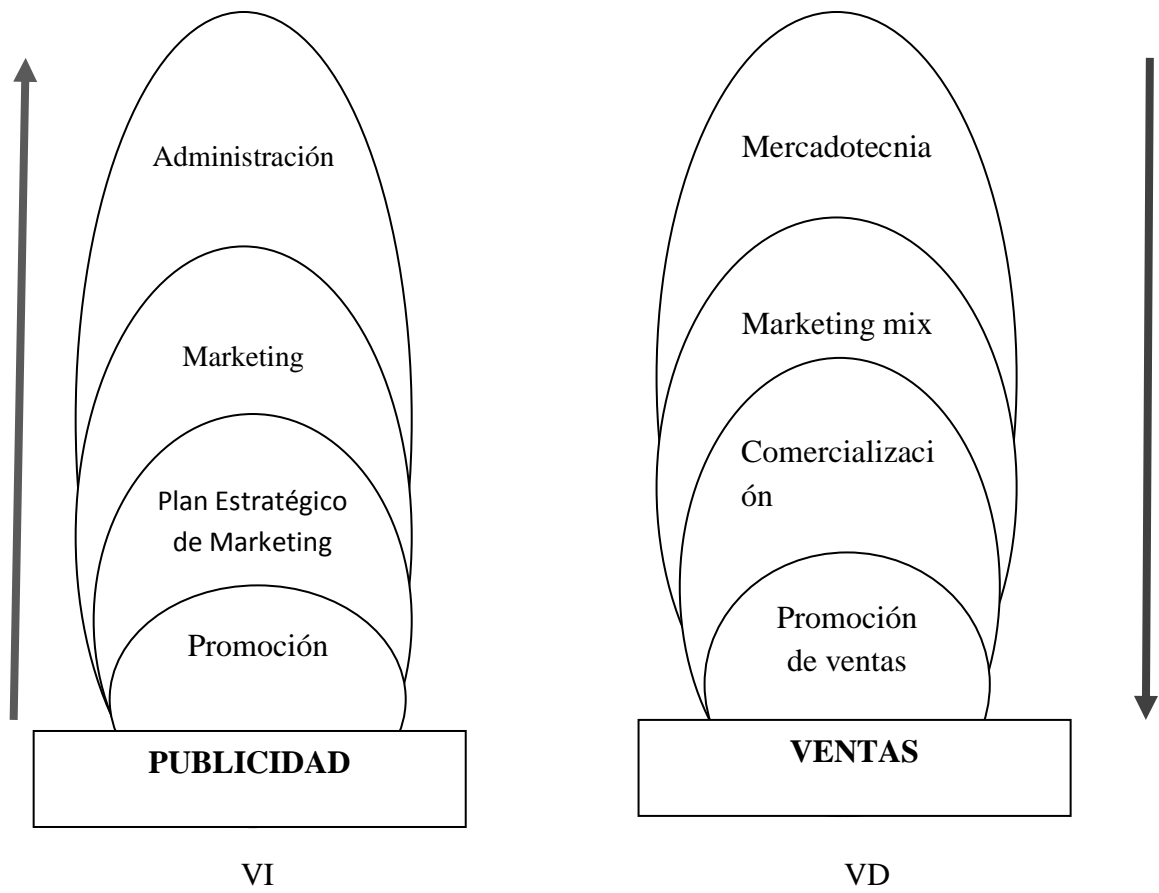 Administración
Marketing
Plan Estratégico
de Marketing
Promoción
PUBLICIDAD
VI
Mercadotecnia
Marketing mix
Comercializaci
ón
Promoción
de ventas
VENTAS
VD